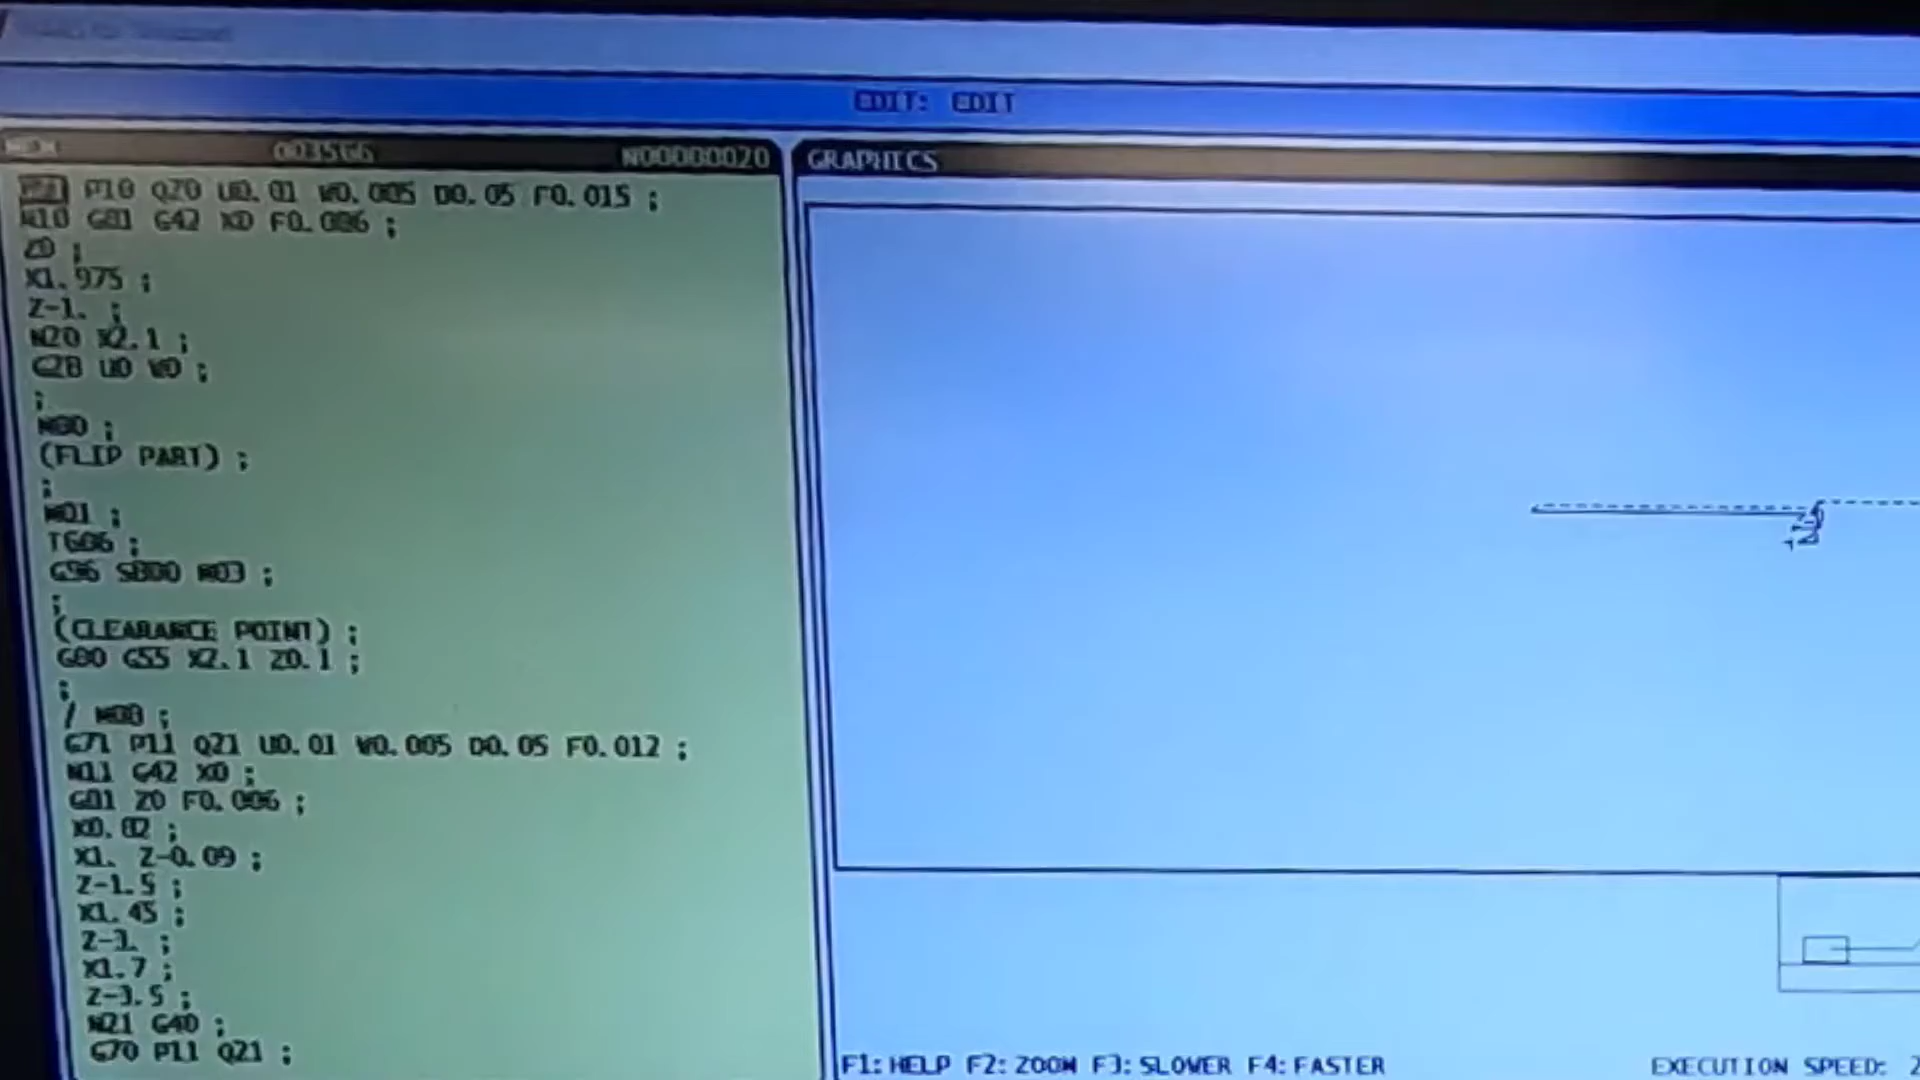 EDIT: EDIT
N00000020
P10 Q20 U0.01 W0.005 D0.05 F0.015 ;
N10 G01 G42 X0 F0.006 ;
Z0 ;
X1.975 ;
Z-1. ;
N20 X2.1 ;
G28 U0 W0 ;
;
M00 ;
(FLIP PART) ;
;
M01 ;
T606 ;
G96 S800 M03 ;
;
(CLEARANCE POINT) ;
G00 G55 X2.1 Z0.1 ;
;
/ M00 ;
G71 P11 Q21 U0.01 W0.005 D0.05 F0.012 ;
N11 G42 X0 ;
G01 Z0 F0.006 ;
X0.82 ;
X1. Z-0.09 ;
Z-1.5 ;
X1.45 ;
Z-3. ;
X1.7 ;
Z-3.5 ;
N21 G40 ;
G70 P11 Q21 ;
GRAPHICS
F1: HELP F2: ZOOM F3: SLOWER F4: FASTER
EXECUTION SPEED: 2